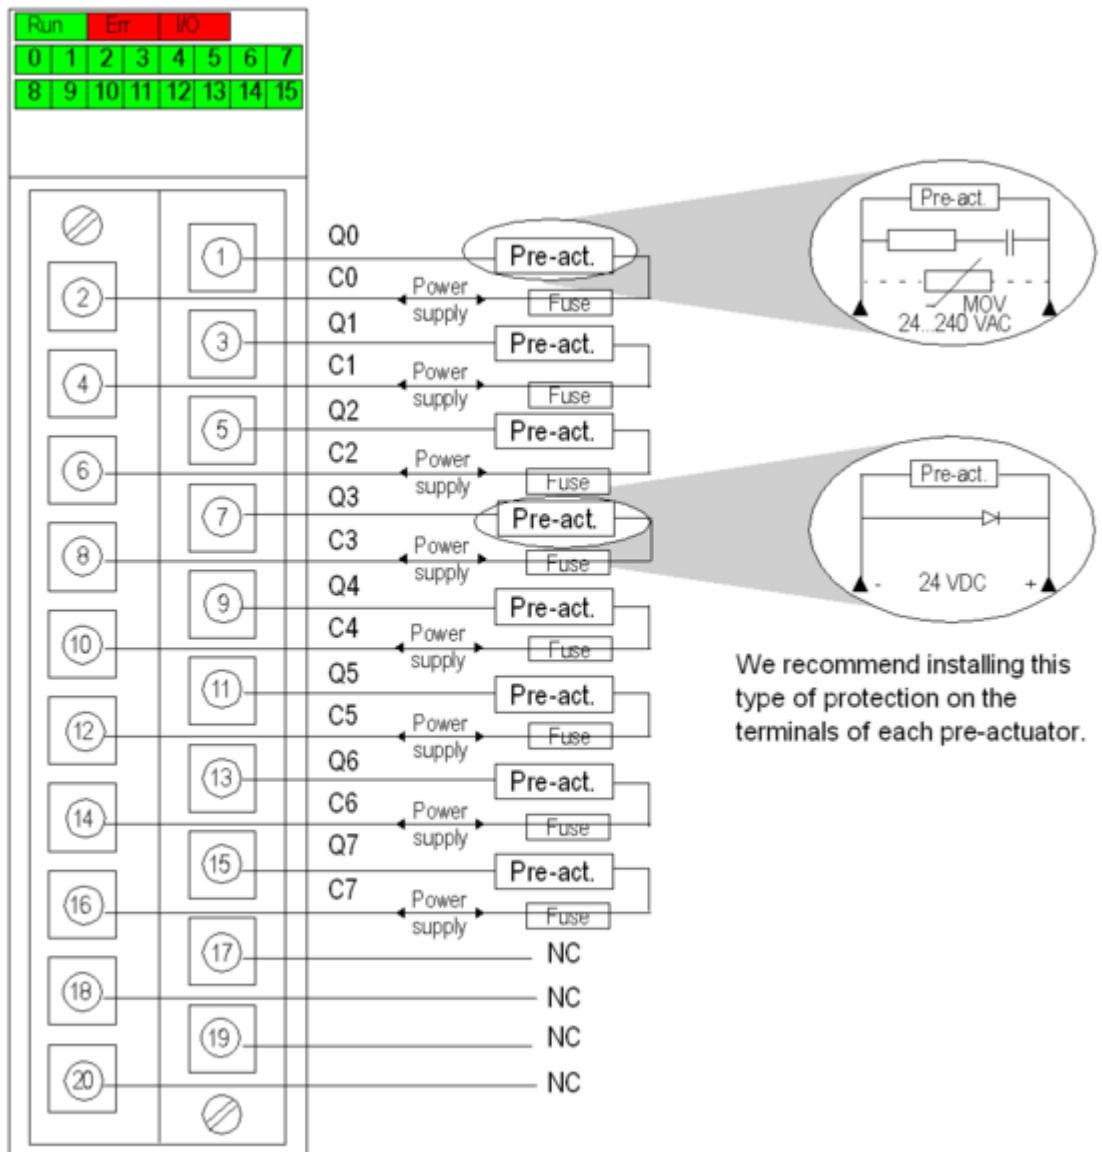 Run Err I/O
0 1 2 3 4 5 6 7
8 9 10 11 12 13 14 15
1 Q0 Pre-act.
2 C0 Power supply Fuse
3 Q1 Pre-act.
4 C1 Power supply Fuse
5 Q2 Pre-act.
6 C2 Power supply Fuse
7 Q3 Pre-act.
8 C3 Power supply Fuse
9 Q4 Pre-act.
10 C4 Power supply Fuse
11 Q5 Pre-act.
12 C5 Power supply Fuse
13 Q6 Pre-act.
14 C6 Power supply Fuse
15 Q7 Pre-act.
16 C7 Power supply Fuse
17 NC
18 NC
19 NC
20 NC
Pre-act.
MOV
24...240 VAC
Pre-act.
- 24 VDC +
We recommend installing this
type of protection on the
terminals of each pre-actuator.